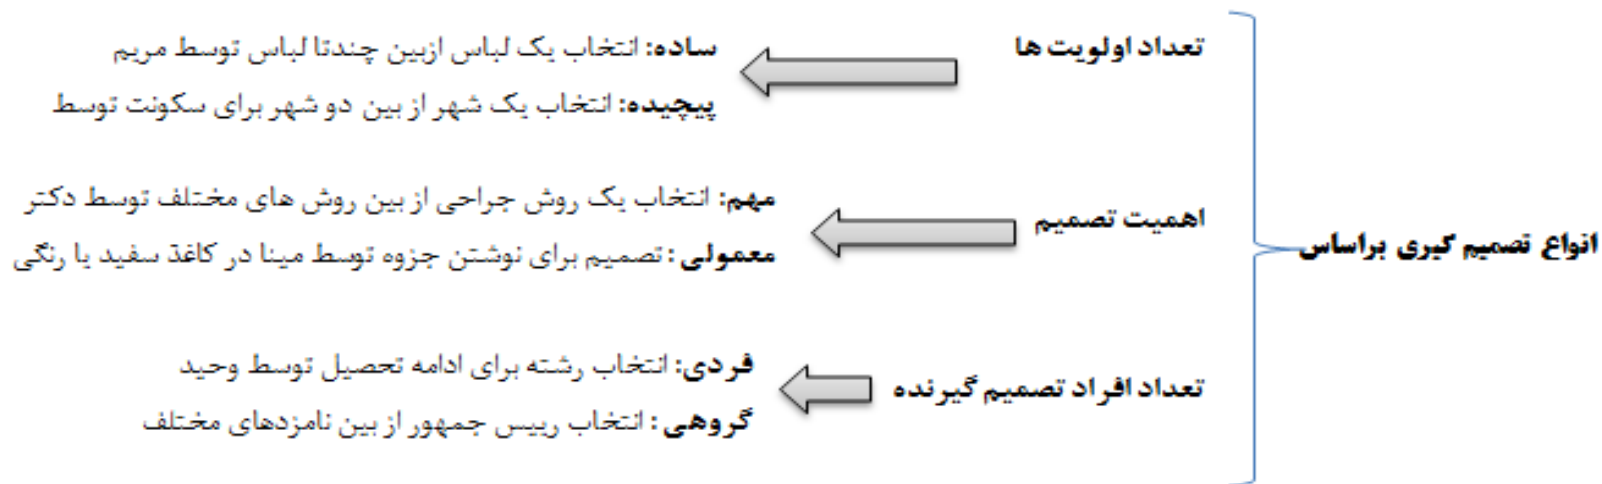 انواع تصمیم گیری براساس
تعداد اولویت ها
ساده: انتخاب یک لباس ازبین چندتا لباس توسط مریم
پیچیده: انتخاب یک شهر از بین دو شهر برای سکونت توسط
اهمیت تصمیم
مهم: انتخاب یک روش جراحی از بین روش های مختلف توسط دکتر
معمولی : تصمیم برای نوشتن جزوه توسط مینا در کاغذ سفید یا رنگی
تعداد افراد تصمیم گیرنده
فردی: انتخاب رشته برای ادامه تحصیل توسط وحید
گروهی : انتخاب رییس جمهور از بین نامزدهای مختلف